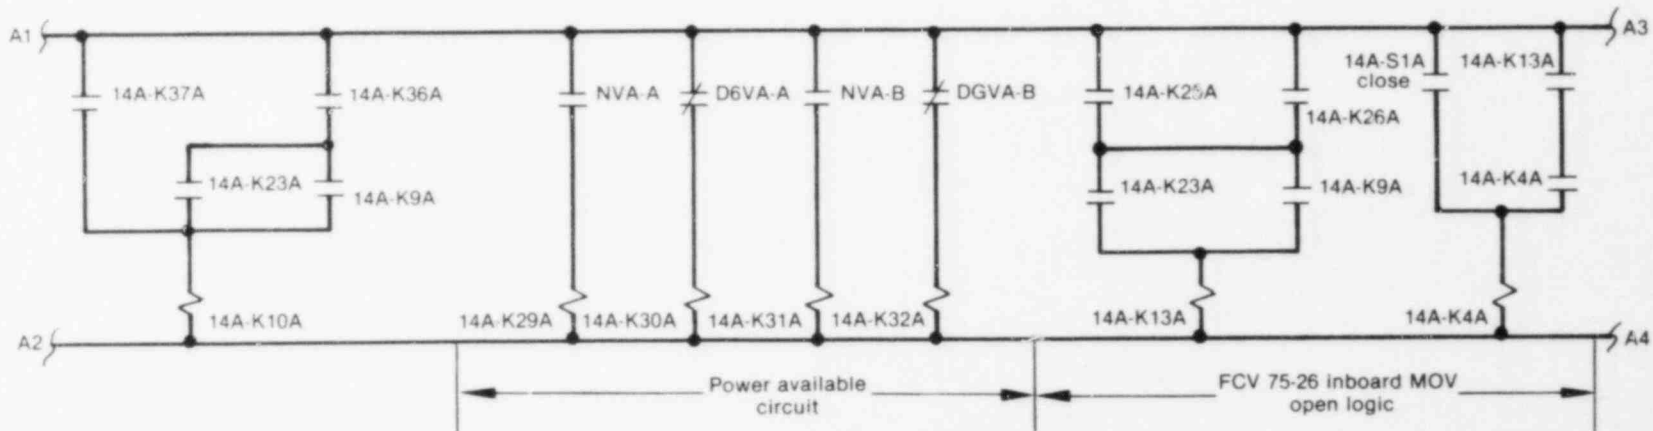 A1
14A-K37A
14A-K36A
14A-K23A
14A-K9A
14A-K10A
A2
NVA-A
D6VA-A
NVA-B
DGVA-B
14A-K29A
14A-K30A
14A-K31A
14A-K32A
Power available
circuit
14A-K25A
14A-K26A
14A-K23A
14A-K9A
14A-K13A
14A-S1A
close
14A-K13A
14A-K4A
14A-K4A
A3
A4
FCV 75-26 inboard MOV
open logic